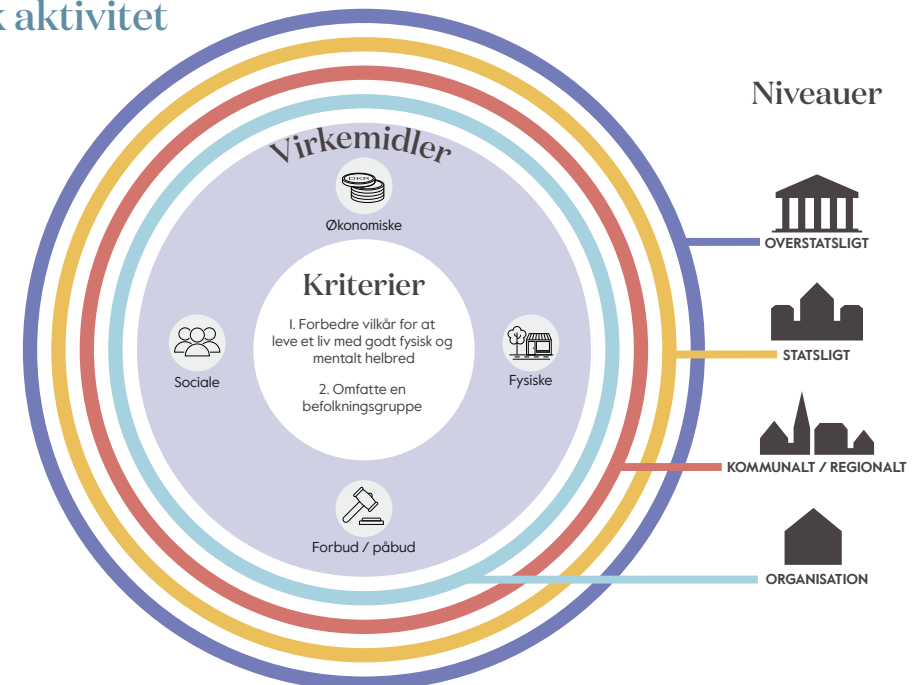 aktivitet
Niveauer
Virkemidler
DKR
Økonomiske
Kriterier
1. Forbedre vilkår for at
leve et liv med godt fysisk og
mentalt helbred
2. Omfatte en
befolkningsgruppe
Sociale
Fysiske
Forbud / påbud
OVERSTATSLIGT
STATSLIGT
KOMMUNALT / REGIONALT
ORGANISATION